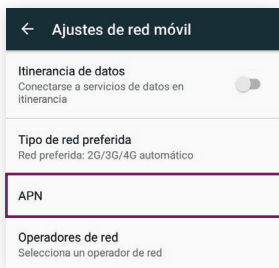 Ajustes de red móvil
Itinerancia de datos
Conectarse a servicios de datos en
itinerancia
Tipo de red preferida
Red preferida: 2G/3G/4G automático
APN
Operadores de red
Selecciona un operador de red